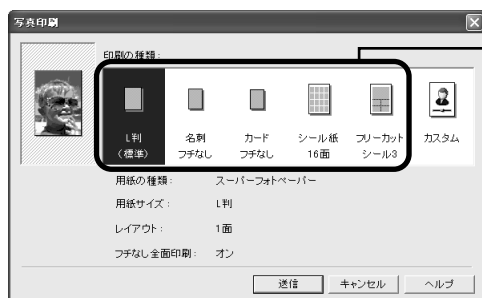 写真印刷
印刷の種類:
L判
(標準)
名刺
フチなし
カード
フチなし
シール紙
16面
フリーカット
シール3
カスタム
用紙の種類: スーパーフォトペーパー
用紙サイズ: L判
レイアウト: 1面
フチなし全面印刷: オン
送信 キャンセル ヘルプ